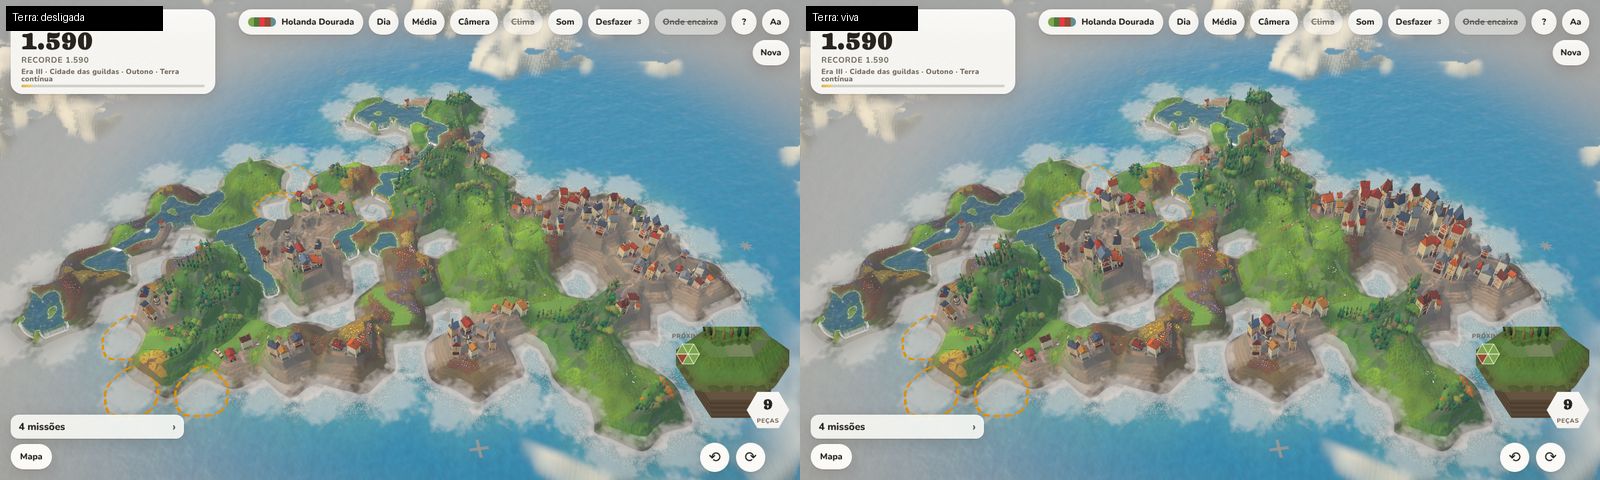 Terra: desligada
1.590
RECORDE 1.590
Era III · Cidade das guildas · Outono · Terra
contínua
Holanda Dourada
Dia
Média
Câmera
Clima
Som
Desfazer 3
Onde encaixa
?
Aa
Nova
9
PEÇAS
4 missões ›
Mapa
Terra: viva
1.590
RECORDE 1.590
Era III · Cidade das guildas · Outono · Terra
contínua
Holanda Dourada
Dia
Média
Câmera
Clima
Som
Desfazer 3
Onde encaixa
?
Aa
Nova
9
PEÇAS
4 missões ›
Mapa